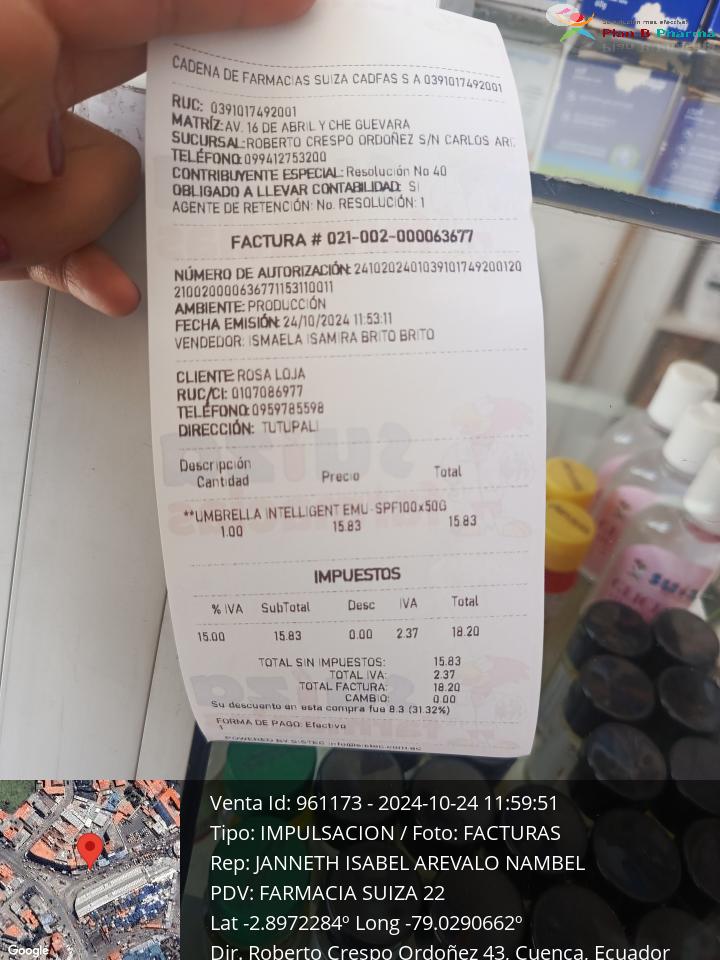 Plan B Pharma
CADENA DE FARMACIAS SUIZA CADFAS S A 0391017492001
RUC: 0391017492001
MATRÍZ: AV. 16 DE ABRIL Y CHE GUEVARA
SUCURSAL: ROBERTO CRESPO ORDOÑEZ S/N CARLOS ARI
TELÉFONO: 099412753200
CONTRIBUYENTE ESPECIAL: Resolución No 40
OBLIGADO A LLEVAR CONTABILIDAD: SI
AGENTE DE RETENCIÓN: No. RESOLUCIÓN: 1
FACTURA # 021-002-000063677
NÚMERO DE AUTORIZACIÓN: 2410202401039101749200120
210020000636771153110011
AMBIENTE: PRODUCCIÓN
FECHA EMISIÓN: 24/10/2024 11:53:11
VENDEDOR: ISMAELA ISAMIRA BRITO BRITO
CLIENTE: ROSA LOJA
RUC/CI: 0107086977
TELÉFONO: 0959785598
DIRECCIÓN: TUTUPALI
Descripción
Cantidad Precio Total
**UMBRELLA INTELLIGENT EMU-SPF100x50G
1.00 15.83 15.83
IMPUESTOS
% IVA SubTotal Desc IVA Total
15.00 15.83 0.00 2.37 18.20
TOTAL SIN IMPUESTOS: 15.83
TOTAL IVA: 2.37
TOTAL FACTURA: 18.20
CAMBIO: 0.00
Su descuento en esta compra fue 8.3 (31.32%)
FORMA DE PAGO: Efectivo
1
Venta Id: 961173 - 2024-10-24 11:59:51
Tipo: IMPULSACION / Foto: FACTURAS
Rep: JANNETH ISABEL AREVALO NAMBEL
PDV: FARMACIA SUIZA 22
Lat -2.8972284º Long -79.0290662º
Dir. Roberto Crespo Ordoñez 43, Cuenca, Ecuador
Google